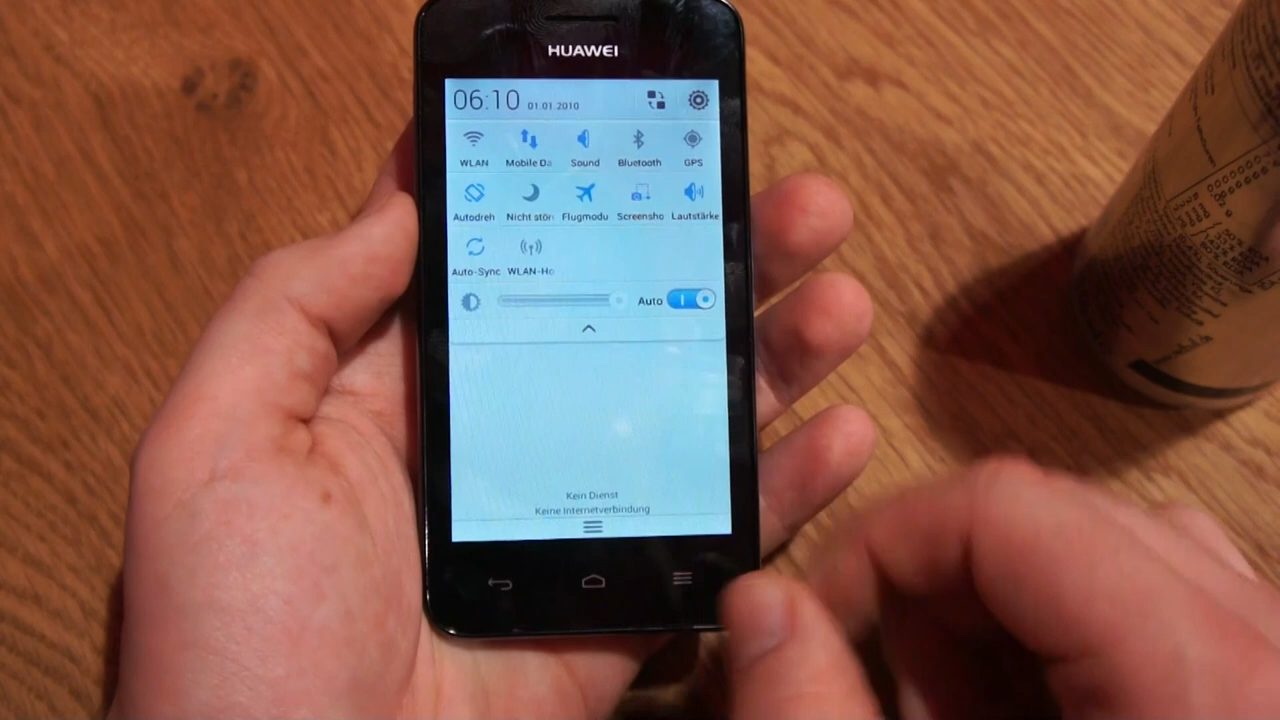 HUAWEI
06:10 01.01.2010
WLAN Mobile Da Sound Bluetooth GPS
Autodreh Nicht stör Flugmodu Screensho Lautstärke
Auto-Sync WLAN-Ho
Auto
Kein Dienst
Keine Internetverbindung